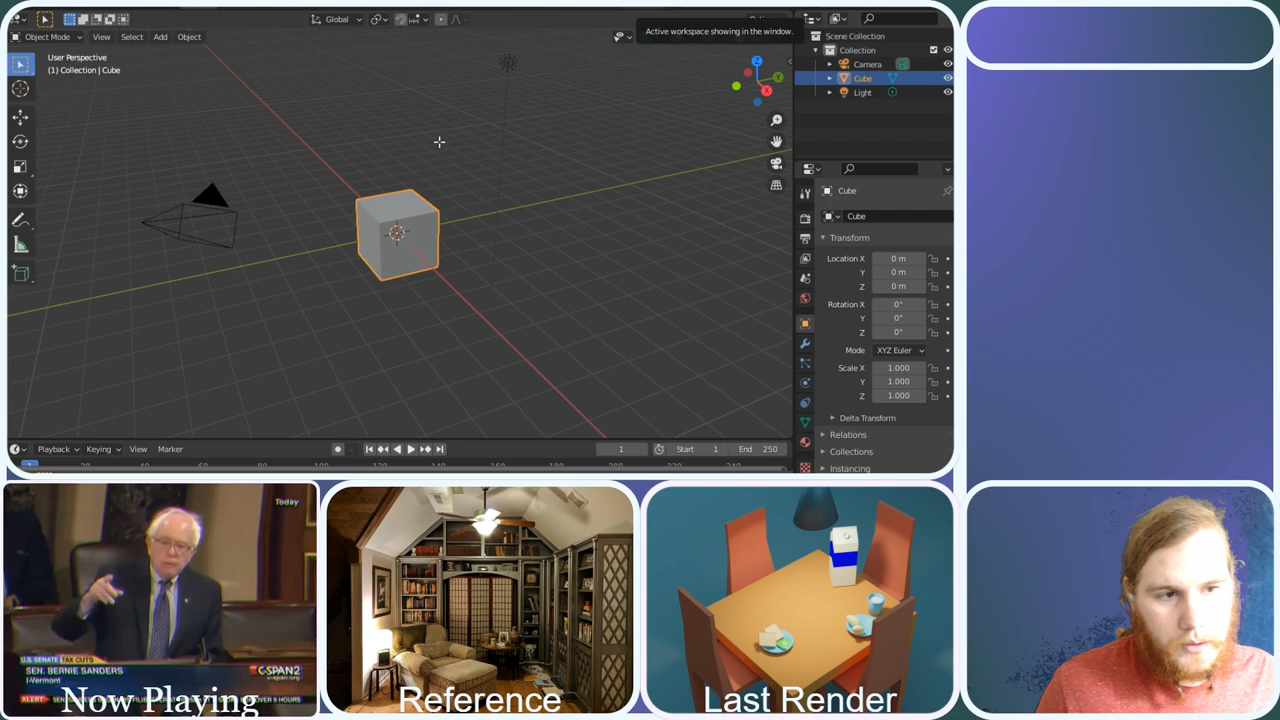 Global
Object Mode
View
Select
Add
Object
Active workspace showing in the window.
User Perspective
(1) Collection | Cube
Z
Y
X
Scene Collection
Collection
Camera
Cube
Light
Cube
Cube
Transform
Location X 0 m
Y 0 m
Z 0 m
Rotation X 0°
Y 0°
Z 0°
Mode XYZ Euler
Scale X 1.000
Y 1.000
Z 1.000
Delta Transform
Relations
Collections
Instancing
Playback
Keying
View
Marker
1
Start 1
End 250
Today
U.S. SENATE TAX CUTS
SEN. BERNIE SANDERS
I-Vermont
C-SPAN2
c-span.org
ALERT
Now Playing
Reference
Last Render